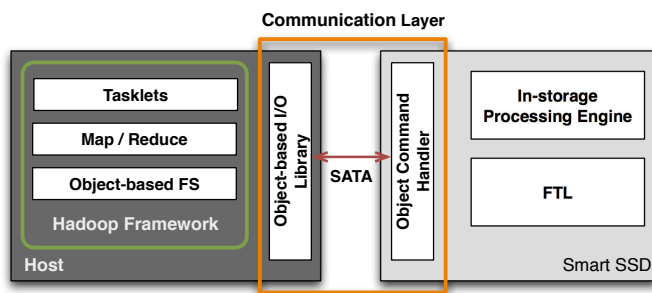 Communication Layer
Tasklets
Map / Reduce
Object-based FS
Hadoop Framework
Host
Object-based I/O
Library
SATA
Object Command
Handler
In-storage
Processing Engine
FTL
Smart SSD